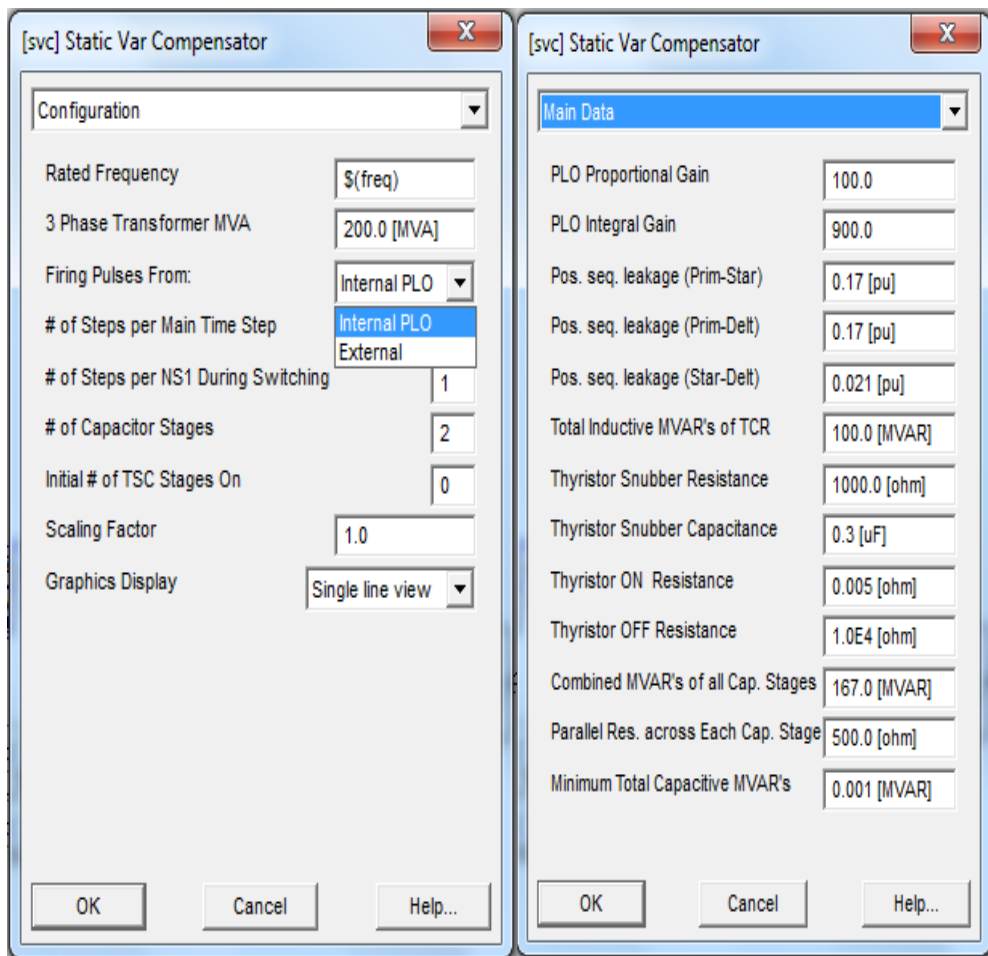 [svc] Static Var Compensator
X
Configuration
Rated Frequency $(freq)
3 Phase Transformer MVA 200.0 [MVA]
Firing Pulses From: Internal PLO
Internal PLO
# of Steps per Main Time Step
External
# of Steps per NS1 During Switching 1
# of Capacitor Stages 2
Initial # of TSC Stages On 0
Scaling Factor 1.0
Graphics Display Single line view
OK Cancel Help...
[svc] Static Var Compensator
X
Main Data
PLO Proportional Gain 100.0
PLO Integral Gain 900.0
Pos. seq. leakage (Prim-Star) 0.17 [pu]
Pos. seq. leakage (Prim-Delt) 0.17 [pu]
Pos. seq. leakage (Star-Delt) 0.021 [pu]
Total Inductive MVAR's of TCR 100.0 [MVAR]
Thyristor Snubber Resistance 1000.0 [ohm]
Thyristor Snubber Capacitance 0.3 [uF]
Thyristor ON Resistance 0.005 [ohm]
Thyristor OFF Resistance 1.0E4 [ohm]
Combined MVAR's of all Cap. Stages 167.0 [MVAR]
Parallel Res. across Each Cap. Stage 500.0 [ohm]
Minimum Total Capacitive MVAR's 0.001 [MVAR]
OK Cancel Help...